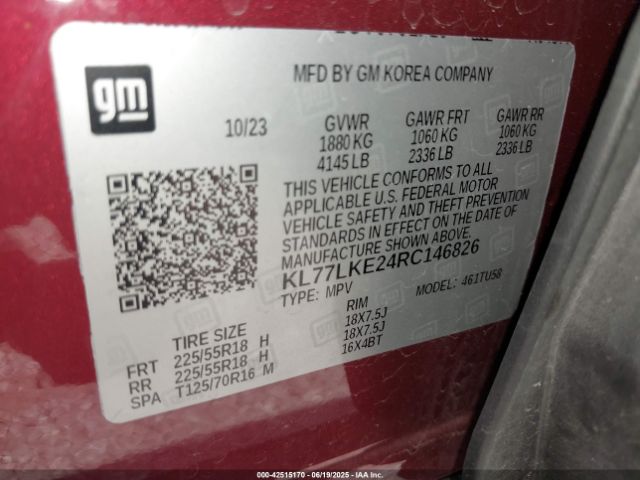 gm
MFD BY GM KOREA COMPANY
10/23 GVWR GAWR FRT GAWR RR
1880 KG 1060 KG 1060 KG
4145 LB 2336 LB 2336 LB
THIS VEHICLE CONFORMS TO ALL
APPLICABLE U.S. FEDERAL MOTOR
VEHICLE SAFETY AND THEFT PREVENTION
STANDARDS IN EFFECT ON THE DATE OF
MANUFACTURE SHOWN ABOVE.
KL77LKE24RC146826
TYPE: MPV MODEL: 461TU58
TIRE SIZE RIM
FRT 225/55R18 H 18X7.5J
RR 225/55R18 H 18X7.5J
SPA T125/70R16 M 16X4BT
000-42515170 - 06/19/2025 - IAA Inc.